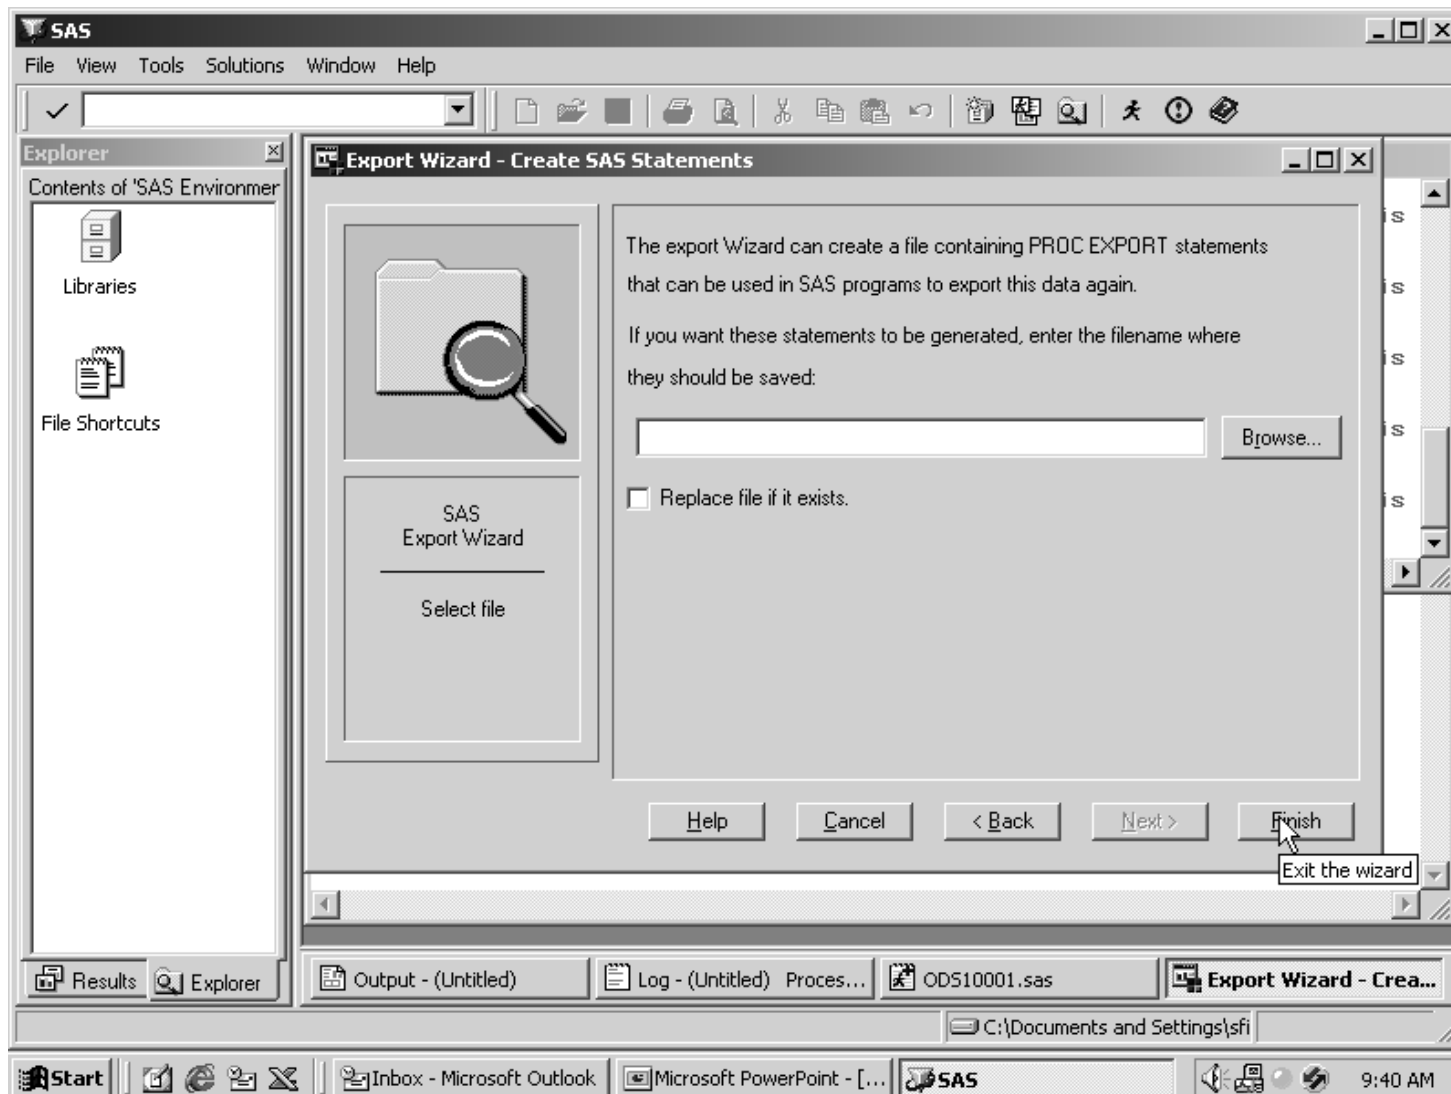 SAS
File View Tools Solutions Window Help
Explorer
Contents of 'SAS Environmer
Libraries
File Shortcuts
Export Wizard - Create SAS Statements
SAS
Export Wizard
Select file
The export Wizard can create a file containing PROC EXPORT statements
that can be used in SAS programs to export this data again.
If you want these statements to be generated, enter the filename where
they should be saved:
Browse...
Replace file if it exists.
Help Cancel < Back Next > Finish
Exit the wizard
is
is
is
is
is
Results Explorer
Output - (Untitled) Log - (Untitled) Proces... ODS10001.sas Export Wizard - Crea...
C:\Documents and Settings\sfi
Start Inbox - Microsoft Outlook Microsoft PowerPoint - [... SAS 9:40 AM